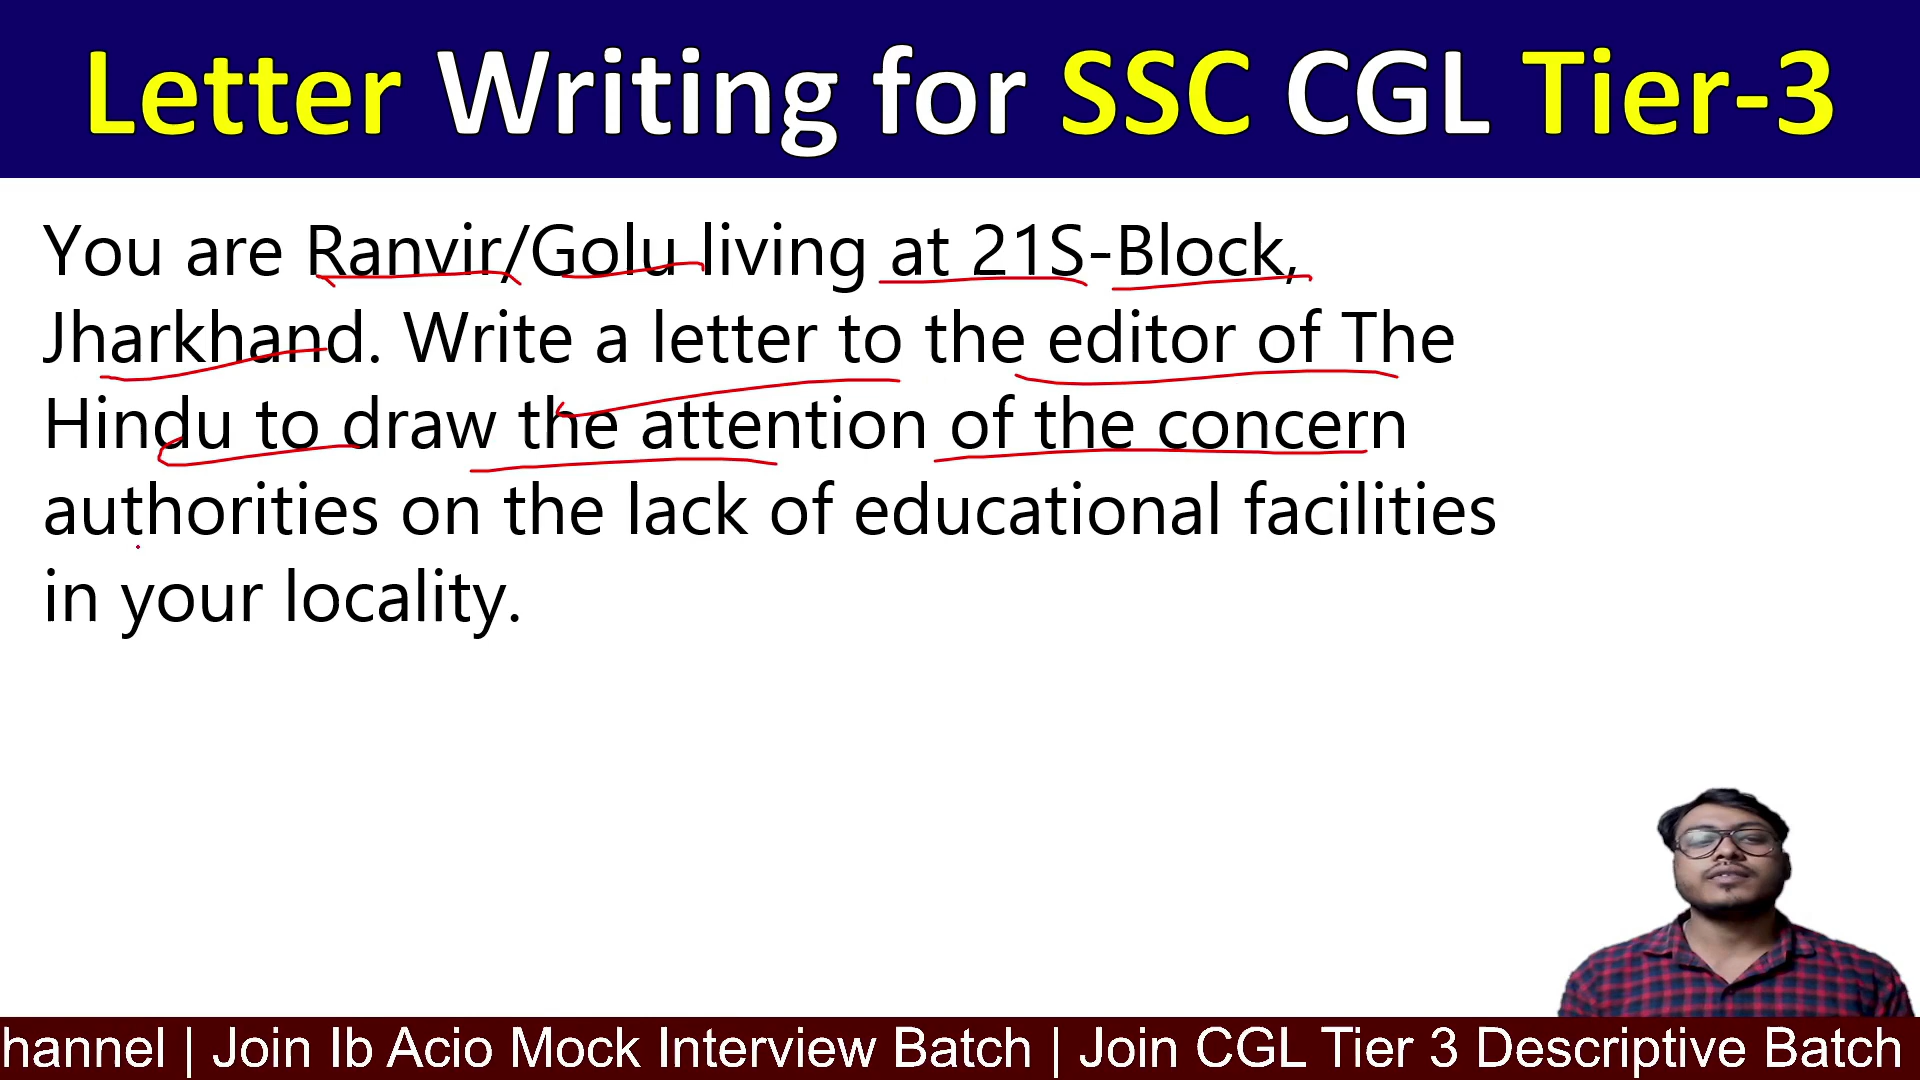 Letter Writing for SSC CGL Tier-3
You are Ranvir/Golu living at 21S-Block,
Jharkhand. Write a letter to the editor of The
Hindu to draw the attention of the concern
authorities on the lack of educational facilities
in your locality.
hannel | Join Ib Acio Mock Interview Batch | Join CGL Tier 3 Descriptive Batch